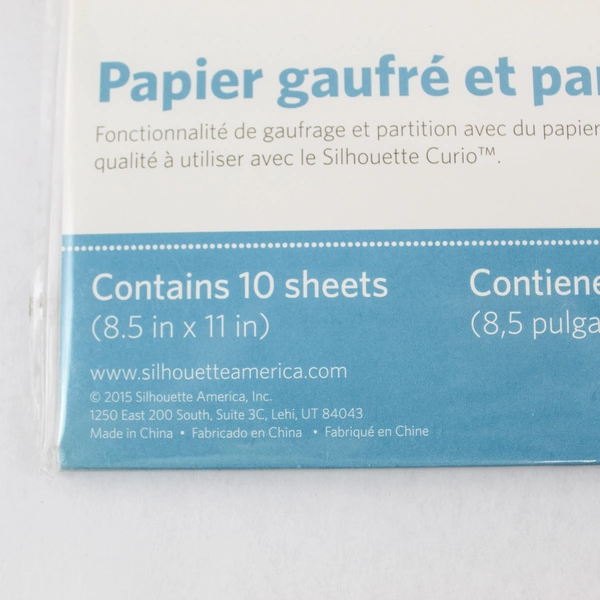 Papier gaufré et
Fonctionnalité de gaufrage et partition avec du papier
qualité à utiliser avec le Silhouette Curio™.
Contains 10 sheets
(8.5 in x 11 in)
Contiene
(8,5
www.silhouetteamerica.com
© 2015 Silhouette America, Inc.
1250 East 200 South, Suite 3C, Lehi, UT 84043
Made in China • Fabricado en China • Fabriqué en Chine